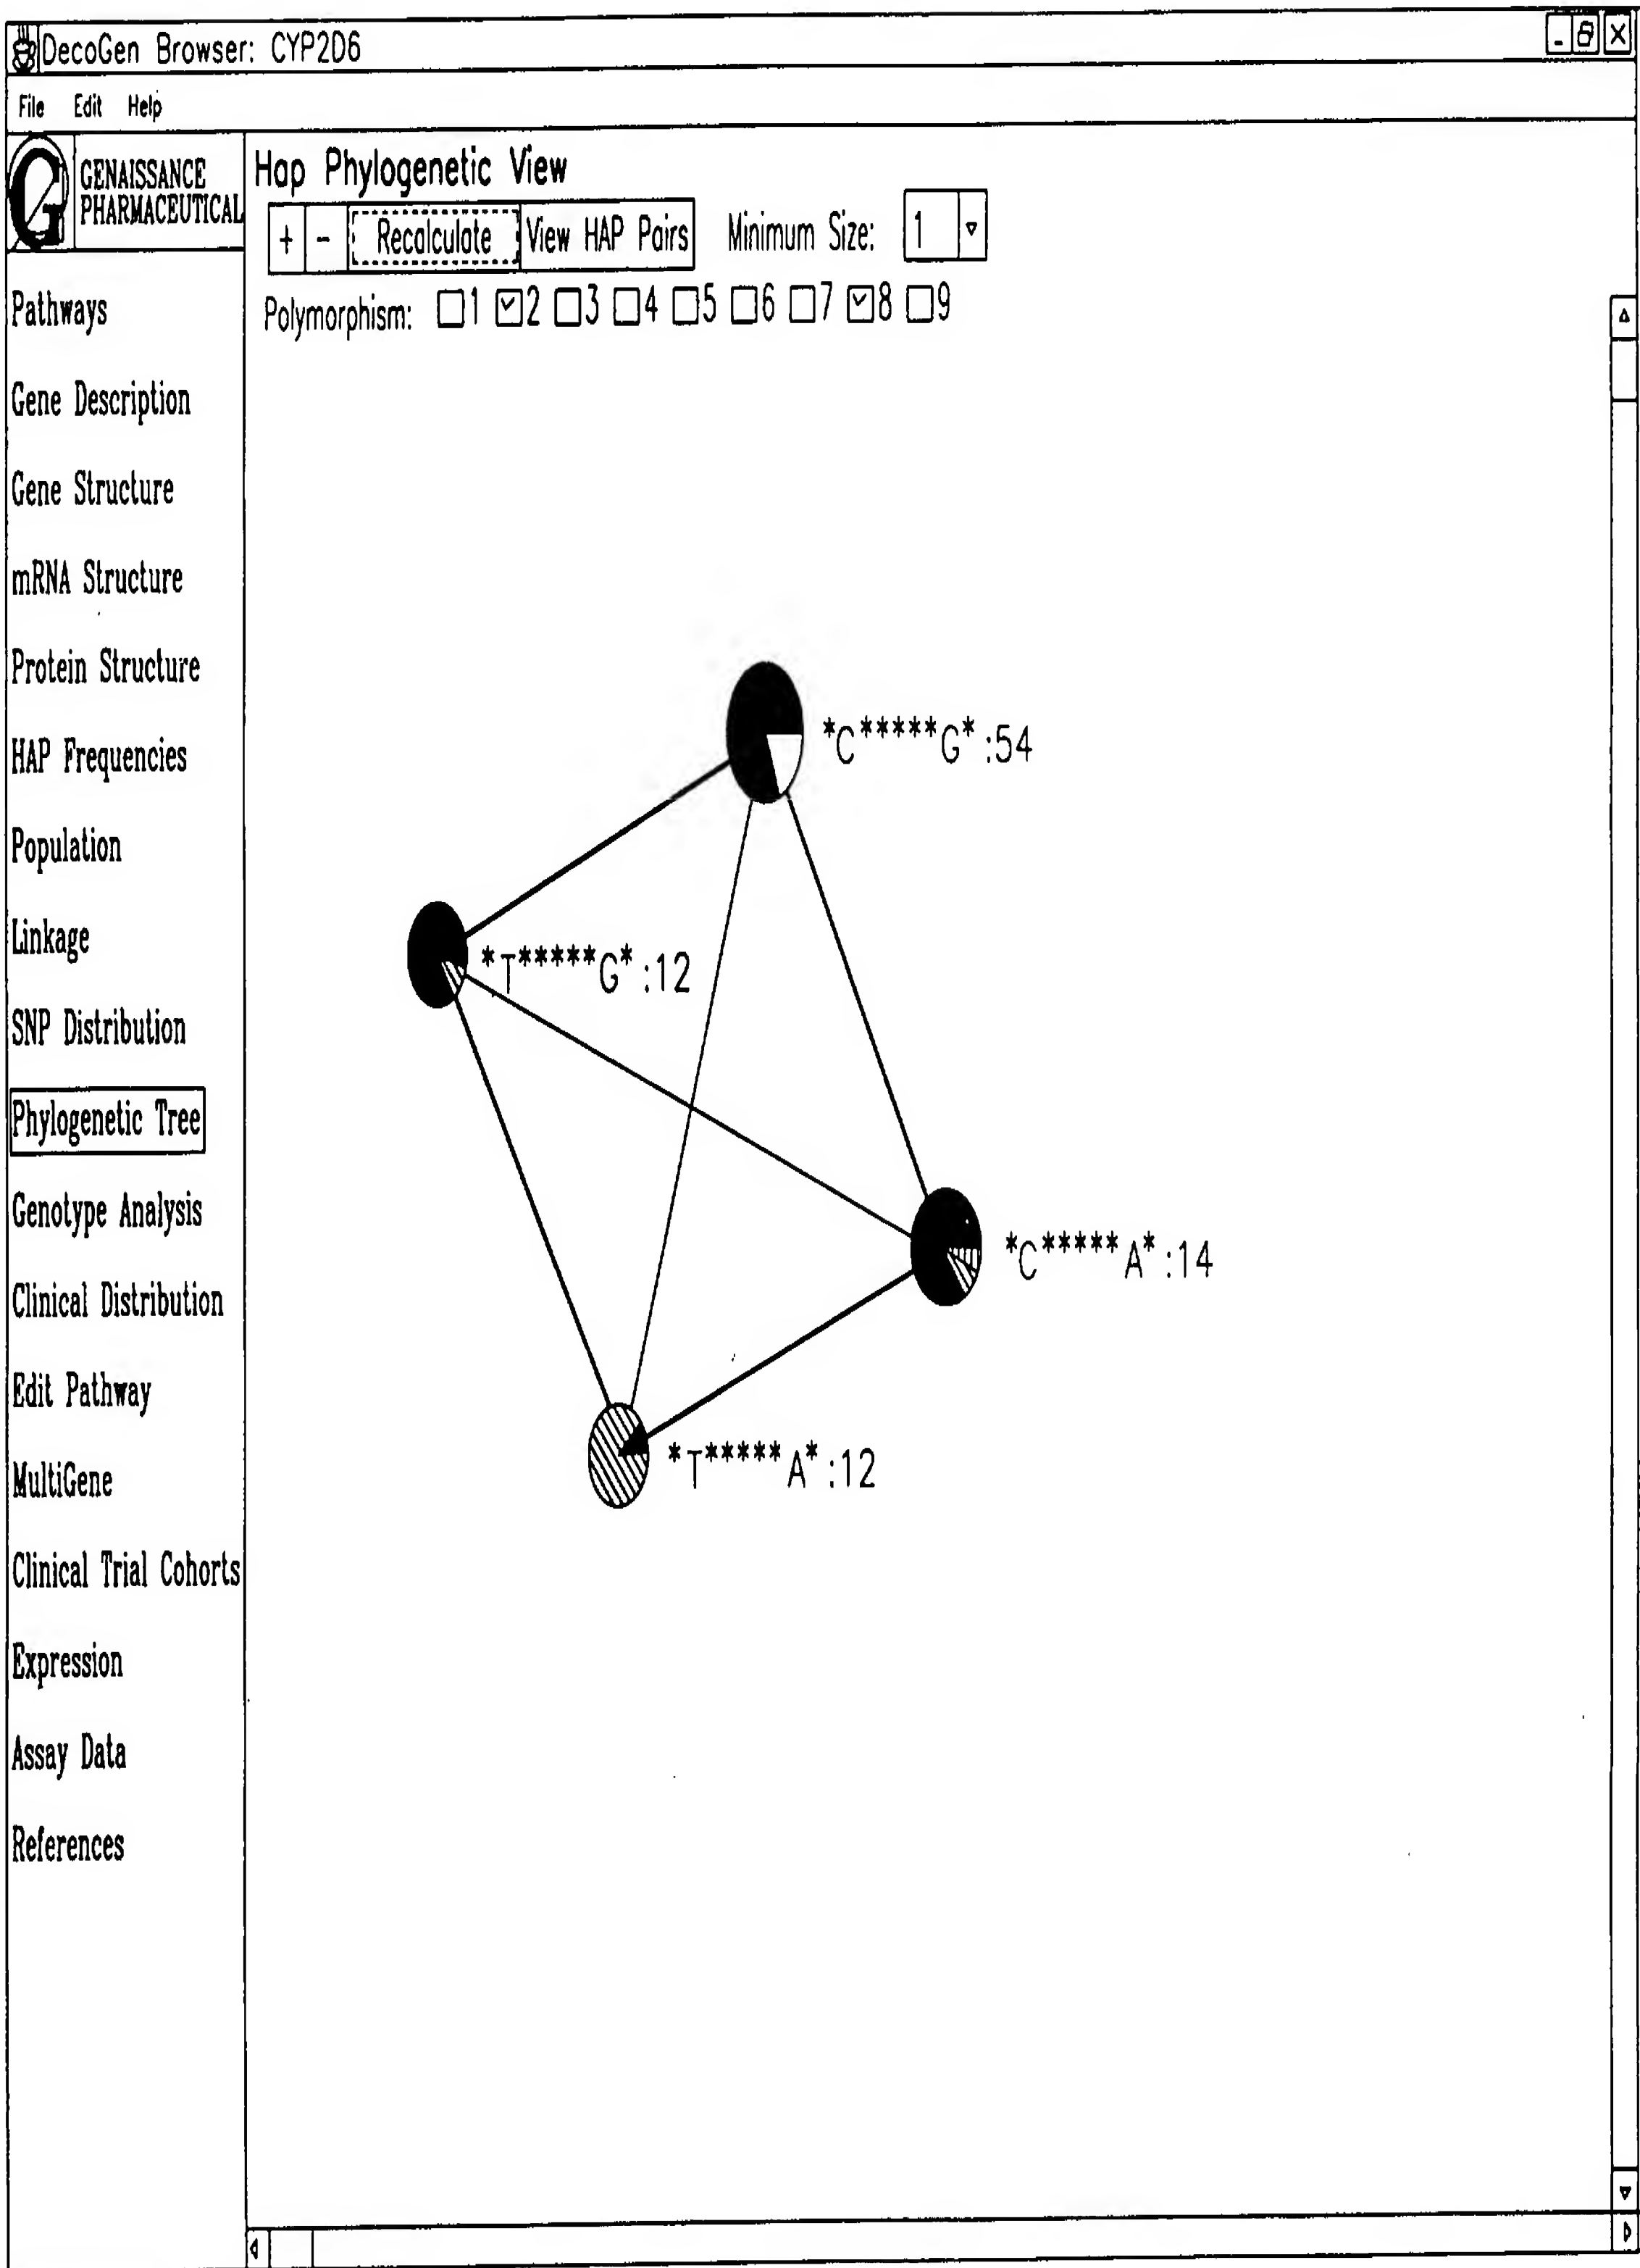 DecoGen Browser: CYP2D6
File Edit Help
GENAISSANCE
PHARMACEUTICAL
Hap Phylogenetic View
+ - Recalculate View HAP Pairs Minimum Size: 1
Polymorphism: 1 2 3 4 5 6 7 8 9
Pathways
Gene Description
Gene Structure
mRNA Structure
Protein Structure
HAP Frequencies
Population
Linkage
SNP Distribution
Phylogenetic Tree
Genotype Analysis
Clinical Distribution
Edit Pathway
MultiGene
Clinical Trial Cohorts
Expression
Assay Data
References
*C*****G*:54
*T*****G*:12
*C*****A*:14
*T*****A*:12